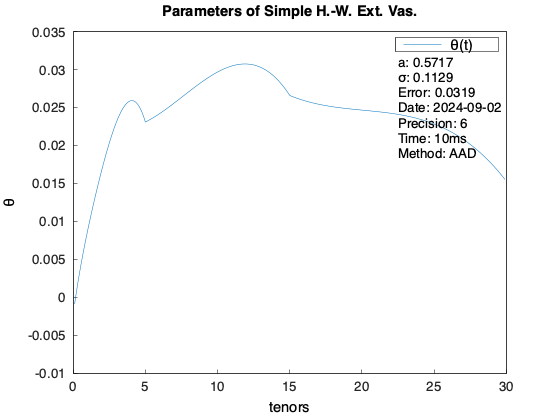 Parameters of Simple H.-W. Ext. Vas.
0.035
0.03
0.025
0.02
0.015
0.01
0.005
0
-0.005
-0.01
θ
θ(t)
a: 0.5717
σ: 0.1129
Error: 0.0319
Date: 2024-09-02
Precision: 6
Time: 10ms
Method: AAD
0 5 10 15 20 25 30
tenors